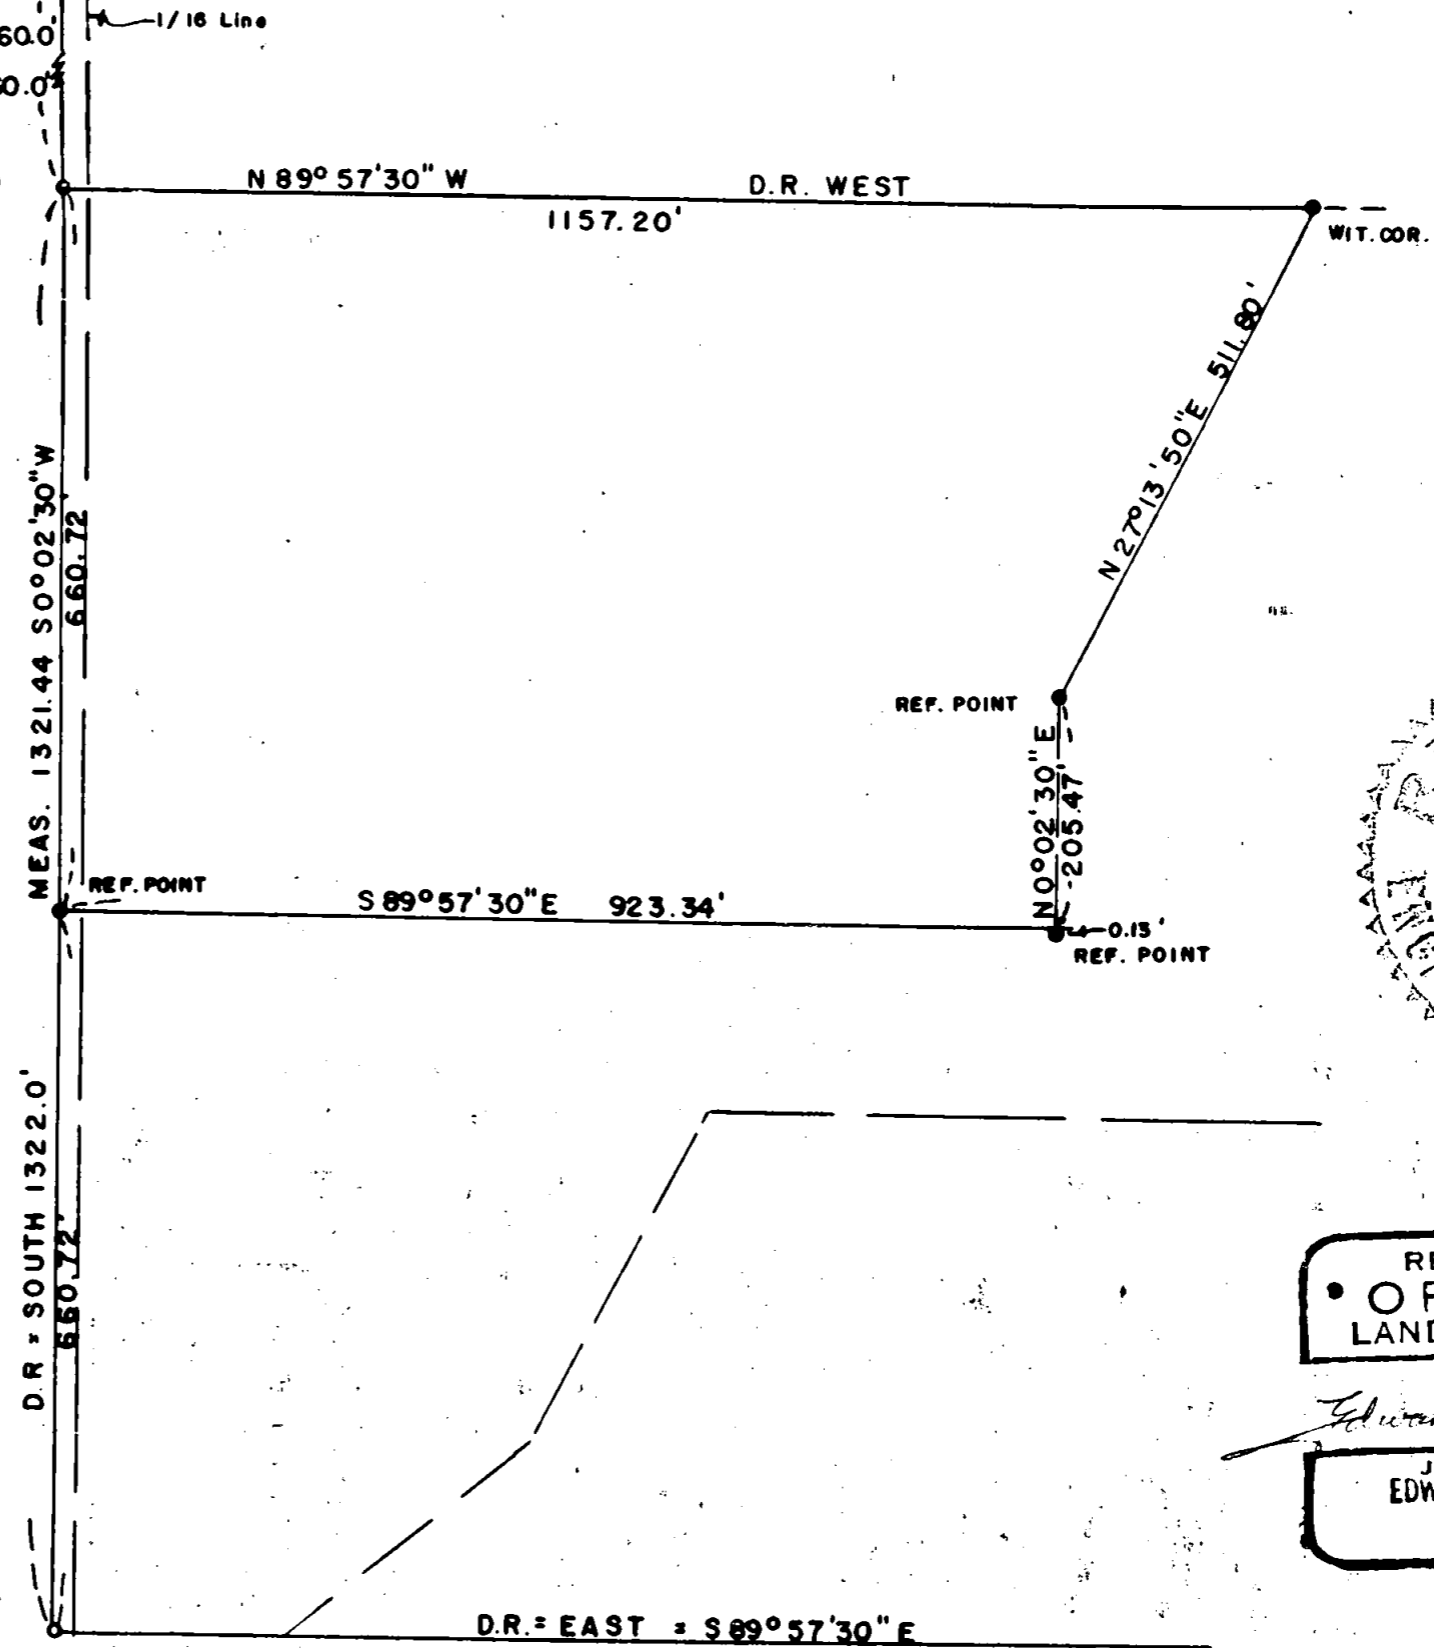 1/16 Line
60.0'
N 89° 57' 30" W
D.R. WEST
1157.20'
WIT. COR.
N 27° 13' 50" E 511.80'
MEAS. 1321.44 S 0° 02' 30" W
660.72'
REF. POINT
N 0° 02' 30" E
205.47'
REF. POINT
S 89° 57' 30" E 923.34'
0.13'
REF. POINT
D.R = SOUTH 1322.0'
660.72'
LAND
EDW
D.R. = EAST = S 89° 57' 30" E